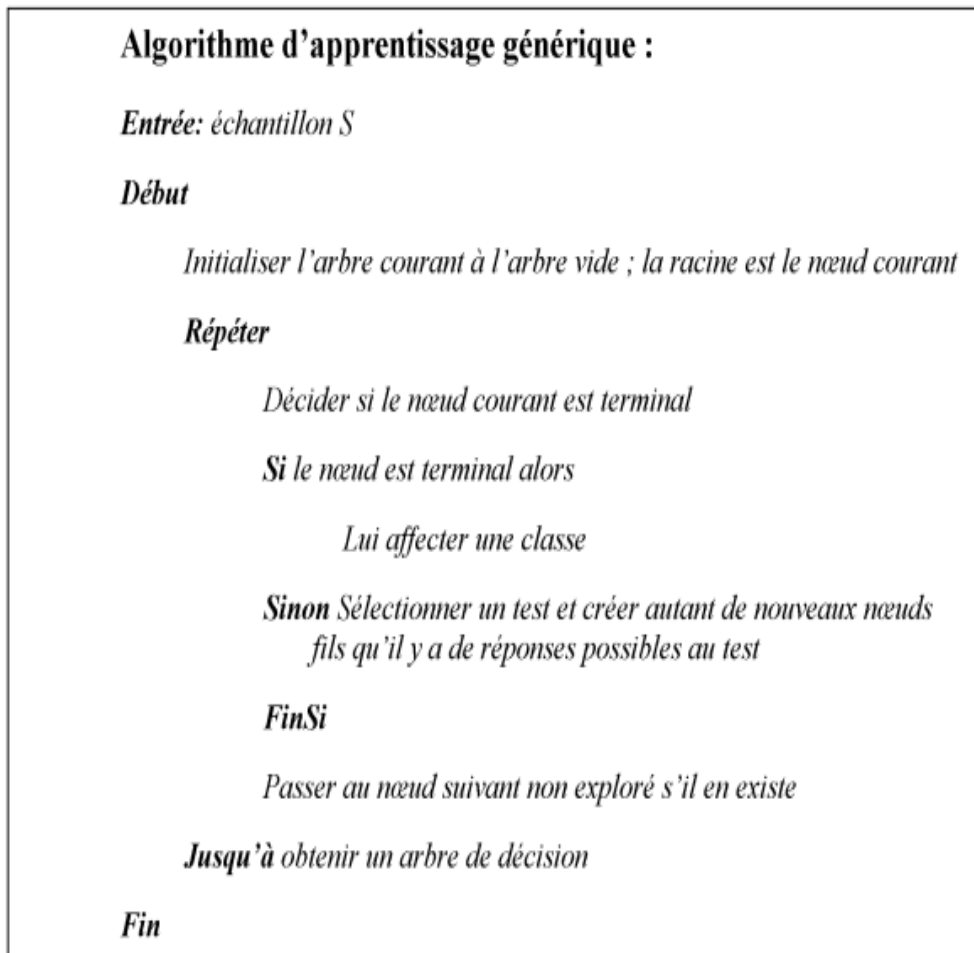 Algorithme d’apprentissage générique :
Entrée: échantillon S
Début
Initialiser l’arbre courant à l’arbre vide ; la racine est le nœud courant
Répéter
Décider si le nœud courant est terminal
Si le nœud est terminal alors
Lui affecter une classe
Sinon Sélectionner un test et créer autant de nouveaux nœuds
fils qu’il y a de réponses possibles au test
FinSi
Passer au nœud suivant non exploré s’il en existe
Jusqu’à obtenir un arbre de décision
Fin